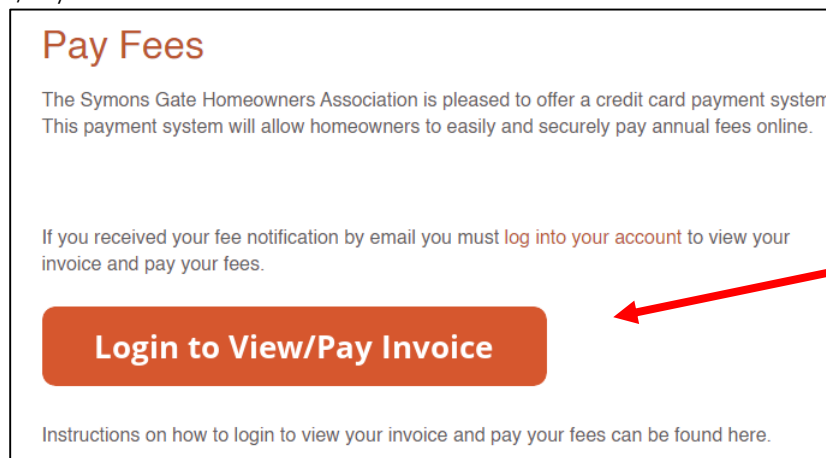 Pay Fees
The Symons Gate Homeowners Association is pleased to offer a credit card payment system
This payment system will allow homeowners to easily and securely pay annual fees online.
If you received your fee notification by email you must log into your account to view your
invoice and pay your fees.
Login to View/Pay Invoice
Instructions on how to login to view your invoice and pay your fees can be found here.